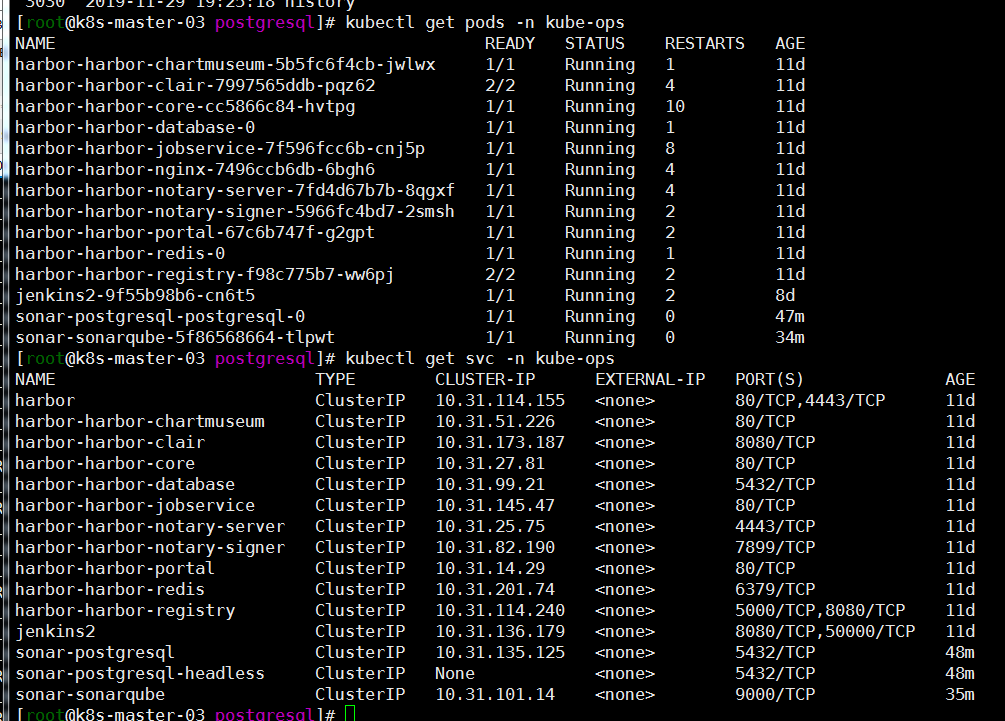 3030 2019-11-29 19:25:18 history
[root@k8s-master-03 postgresql]# kubectl get pods -n kube-ops
NAME READY STATUS RESTARTS AGE
harbor-harbor-chartmuseum-5b5fc6f4cb-jwlwx 1/1 Running 1 11d
harbor-harbor-clair-7997565ddb-pqz62 2/2 Running 4 11d
harbor-harbor-core-cc5866c84-hvtpg 1/1 Running 10 11d
harbor-harbor-database-0 1/1 Running 1 11d
harbor-harbor-jobservice-7f596fcc6b-cnj5p 1/1 Running 8 11d
harbor-harbor-nginx-7496ccb6db-6bgh6 1/1 Running 4 11d
harbor-harbor-notary-server-7fd4d67b7b-8qgxf 1/1 Running 4 11d
harbor-harbor-notary-signer-5966fc4bd7-2smsh 1/1 Running 2 11d
harbor-harbor-portal-67c6b747f-g2gpt 1/1 Running 2 11d
harbor-harbor-redis-0 1/1 Running 1 11d
harbor-harbor-registry-f98c775b7-ww6pj 2/2 Running 2 11d
jenkins2-9f55b98b6-cn6t5 1/1 Running 2 8d
sonar-postgresql-postgresql-0 1/1 Running 0 47m
sonar-sonarqube-5f86568664-tlpwt 1/1 Running 0 34m
[root@k8s-master-03 postgresql]# kubectl get svc -n kube-ops
NAME TYPE CLUSTER-IP EXTERNAL-IP PORT(S) AGE
harbor ClusterIP 10.31.114.155 <none> 80/TCP,4443/TCP 11d
harbor-harbor-chartmuseum ClusterIP 10.31.51.226 <none> 80/TCP 11d
harbor-harbor-clair ClusterIP 10.31.173.187 <none> 8080/TCP 11d
harbor-harbor-core ClusterIP 10.31.27.81 <none> 80/TCP 11d
harbor-harbor-database ClusterIP 10.31.99.21 <none> 5432/TCP 11d
harbor-harbor-jobservice ClusterIP 10.31.145.47 <none> 80/TCP 11d
harbor-harbor-notary-server ClusterIP 10.31.25.75 <none> 4443/TCP 11d
harbor-harbor-notary-signer ClusterIP 10.31.82.190 <none> 7899/TCP 11d
harbor-harbor-portal ClusterIP 10.31.14.29 <none> 80/TCP 11d
harbor-harbor-redis ClusterIP 10.31.201.74 <none> 6379/TCP 11d
harbor-harbor-registry ClusterIP 10.31.114.240 <none> 5000/TCP,8080/TCP 11d
jenkins2 ClusterIP 10.31.136.179 <none> 8080/TCP,50000/TCP 11d
sonar-postgresql ClusterIP 10.31.135.125 <none> 5432/TCP 48m
sonar-postgresql-headless ClusterIP None <none> 5432/TCP 48m
sonar-sonarqube ClusterIP 10.31.101.14 <none> 9000/TCP 35m
[root@k8s-master-03 postgresql]#